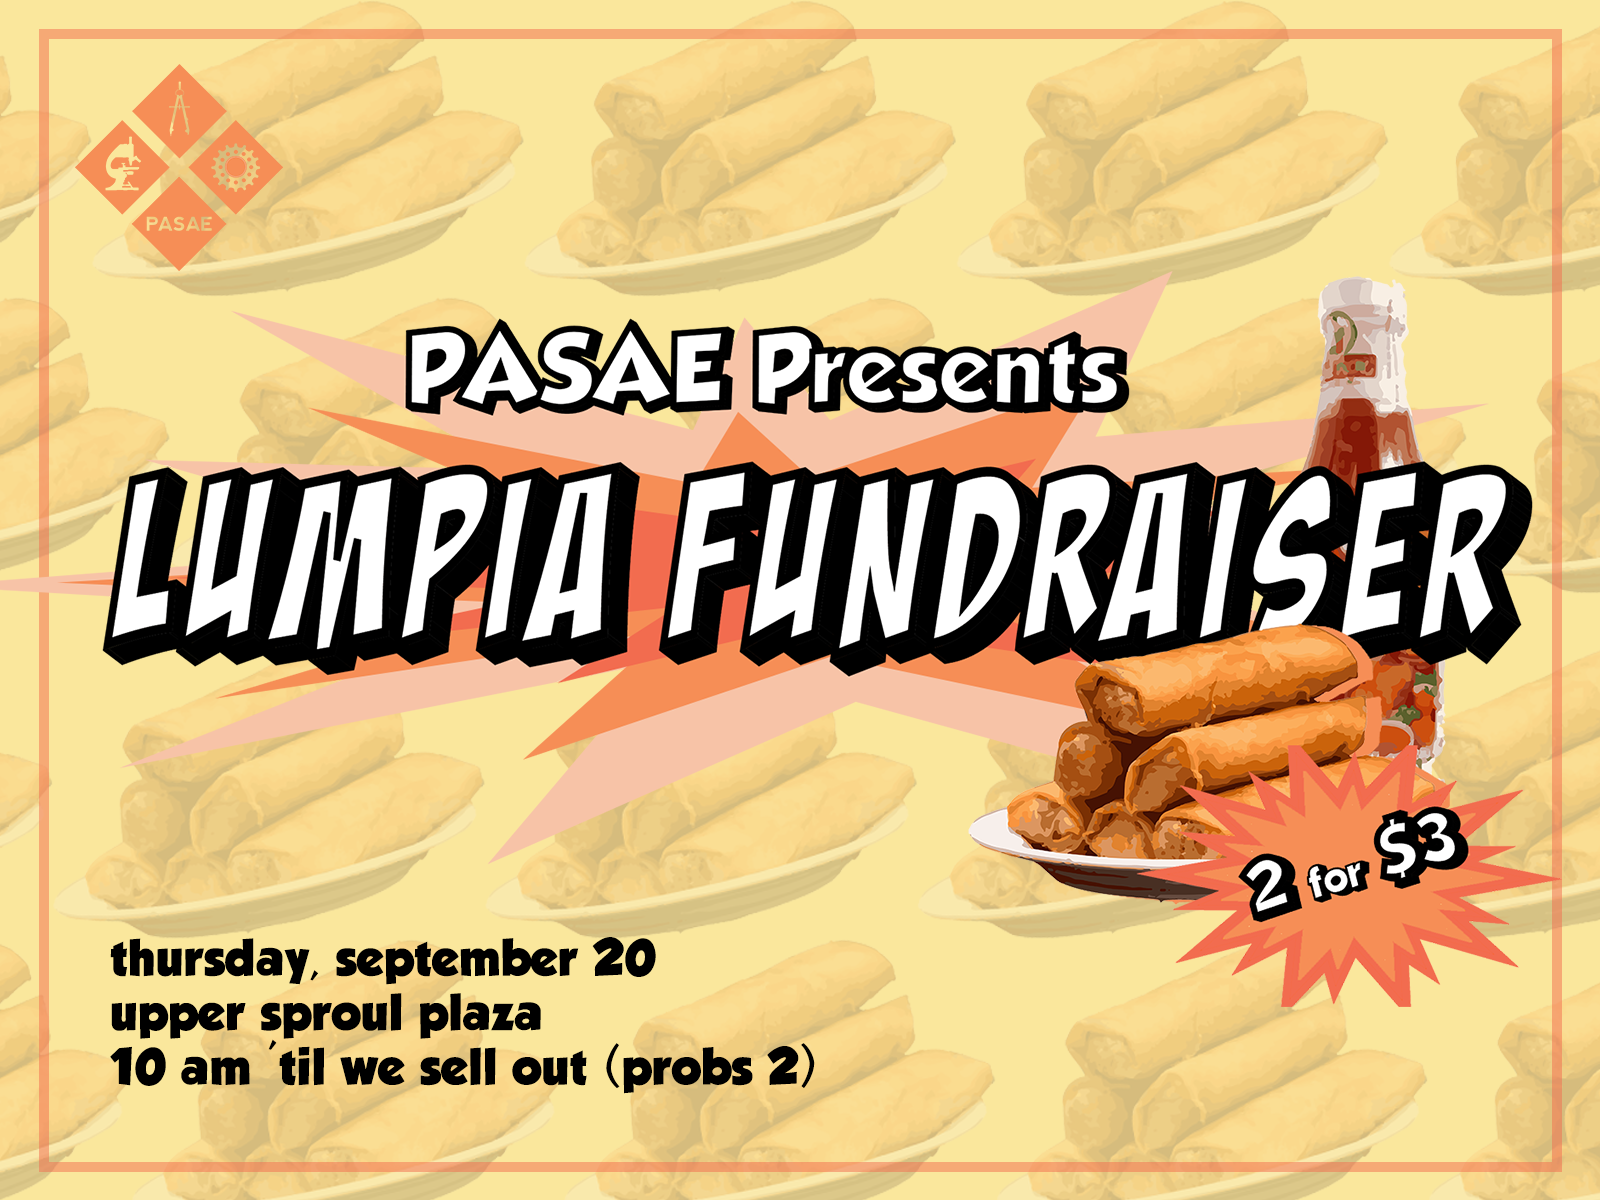 PASAE
PASAE Presents
LUMPIA FUNDRAISER
2 for $3
thursday, september 20
upper sproul plaza
10 am 'til we sell out (probs 2)